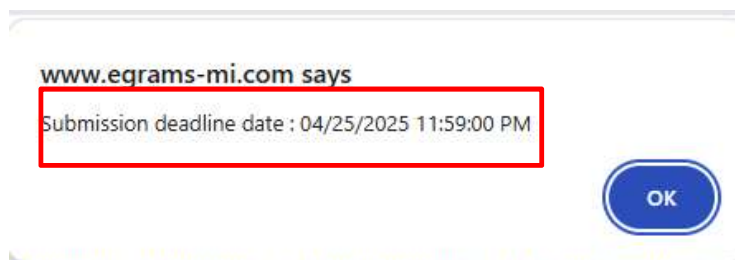 www.egrams-mi.com says
Submission deadline date : 04/25/2025 11:59:00 PM
OK